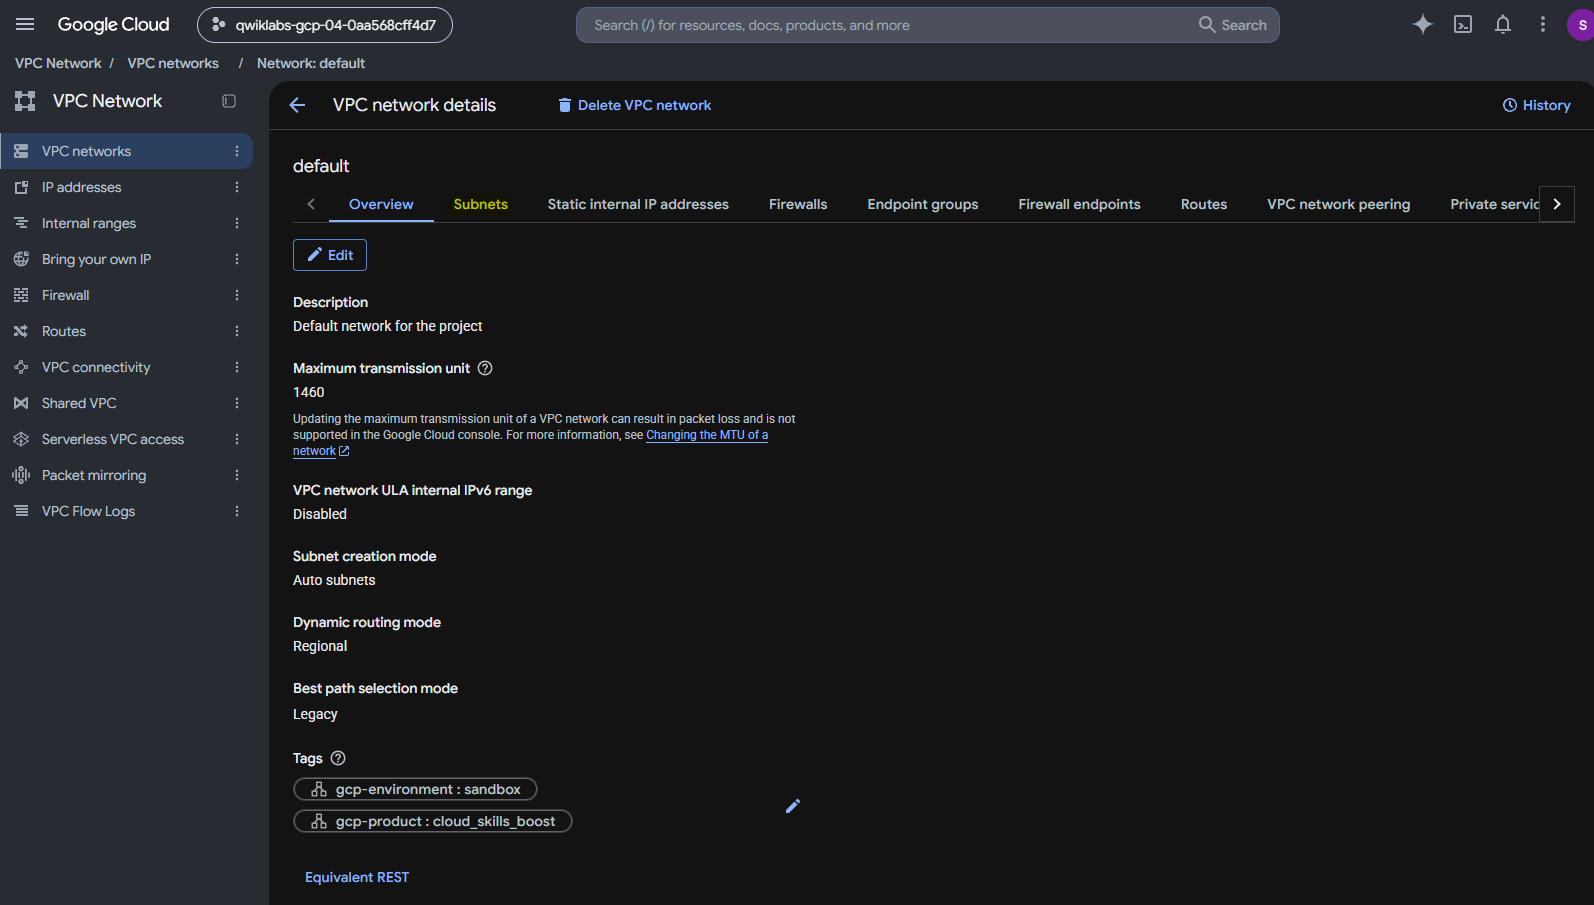 Google Cloud
qwiklabs-gcp-04-0aa568cff4d7
Search (/) for resources, docs, products, and more
Search
S
VPC Network / VPC networks / Network: default
VPC Network
VPC networks
IP addresses
Internal ranges
Bring your own IP
Firewall
Routes
VPC connectivity
Shared VPC
Serverless VPC access
Packet mirroring
VPC Flow Logs
VPC network details
Delete VPC network
History
default
Overview
Subnets
Static internal IP addresses
Firewalls
Endpoint groups
Firewall endpoints
Routes
VPC network peering
Private servic
Edit
Description
Default network for the project
Maximum transmission unit
1460
Updating the maximum transmission unit of a VPC network can result in packet loss and is not
supported in the Google Cloud console. For more information, see Changing the MTU of a
network
VPC network ULA internal IPv6 range
Disabled
Subnet creation mode
Auto subnets
Dynamic routing mode
Regional
Best path selection mode
Legacy
Tags
gcp-environment : sandbox
gcp-product : cloud_skills_boost
Equivalent REST